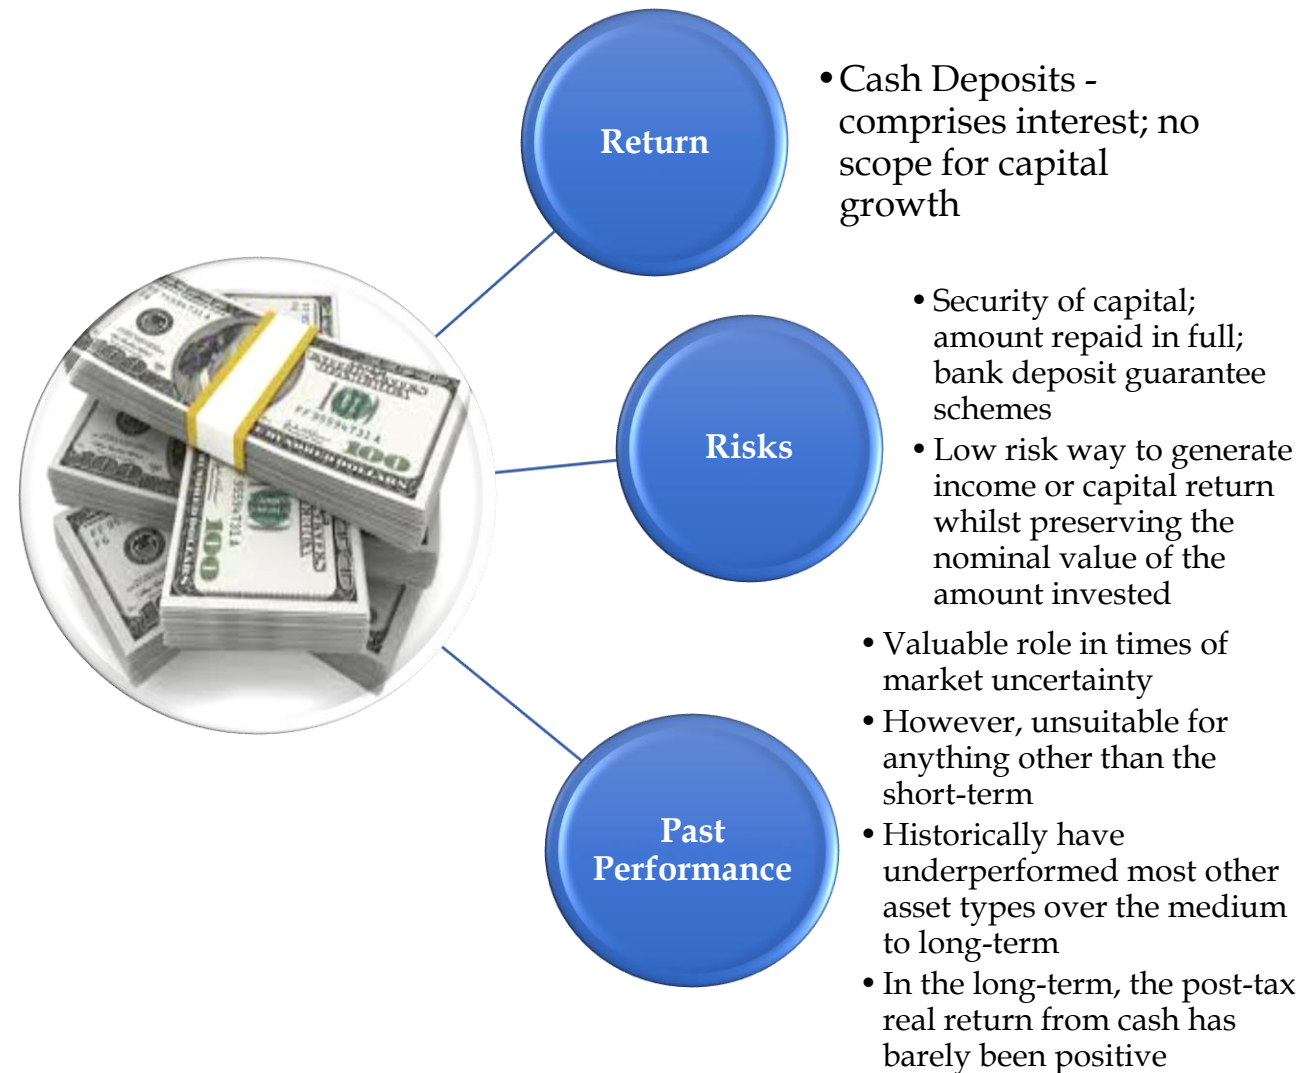 Return
• Cash Deposits -
comprises interest; no
scope for capital
growth
Risks
• Security of capital;
amount repaid in full;
bank deposit guarantee
schemes
• Low risk way to generate
income or capital return
whilst preserving the
nominal value of the
amount invested
Past
Performance
• Valuable role in times of
market uncertainty
• However, unsuitable for
anything other than the
short-term
• Historically have
underperformed most other
asset types over the medium
to long-term
• In the long-term, the post-tax
real return from cash has
barely been positive
100
100